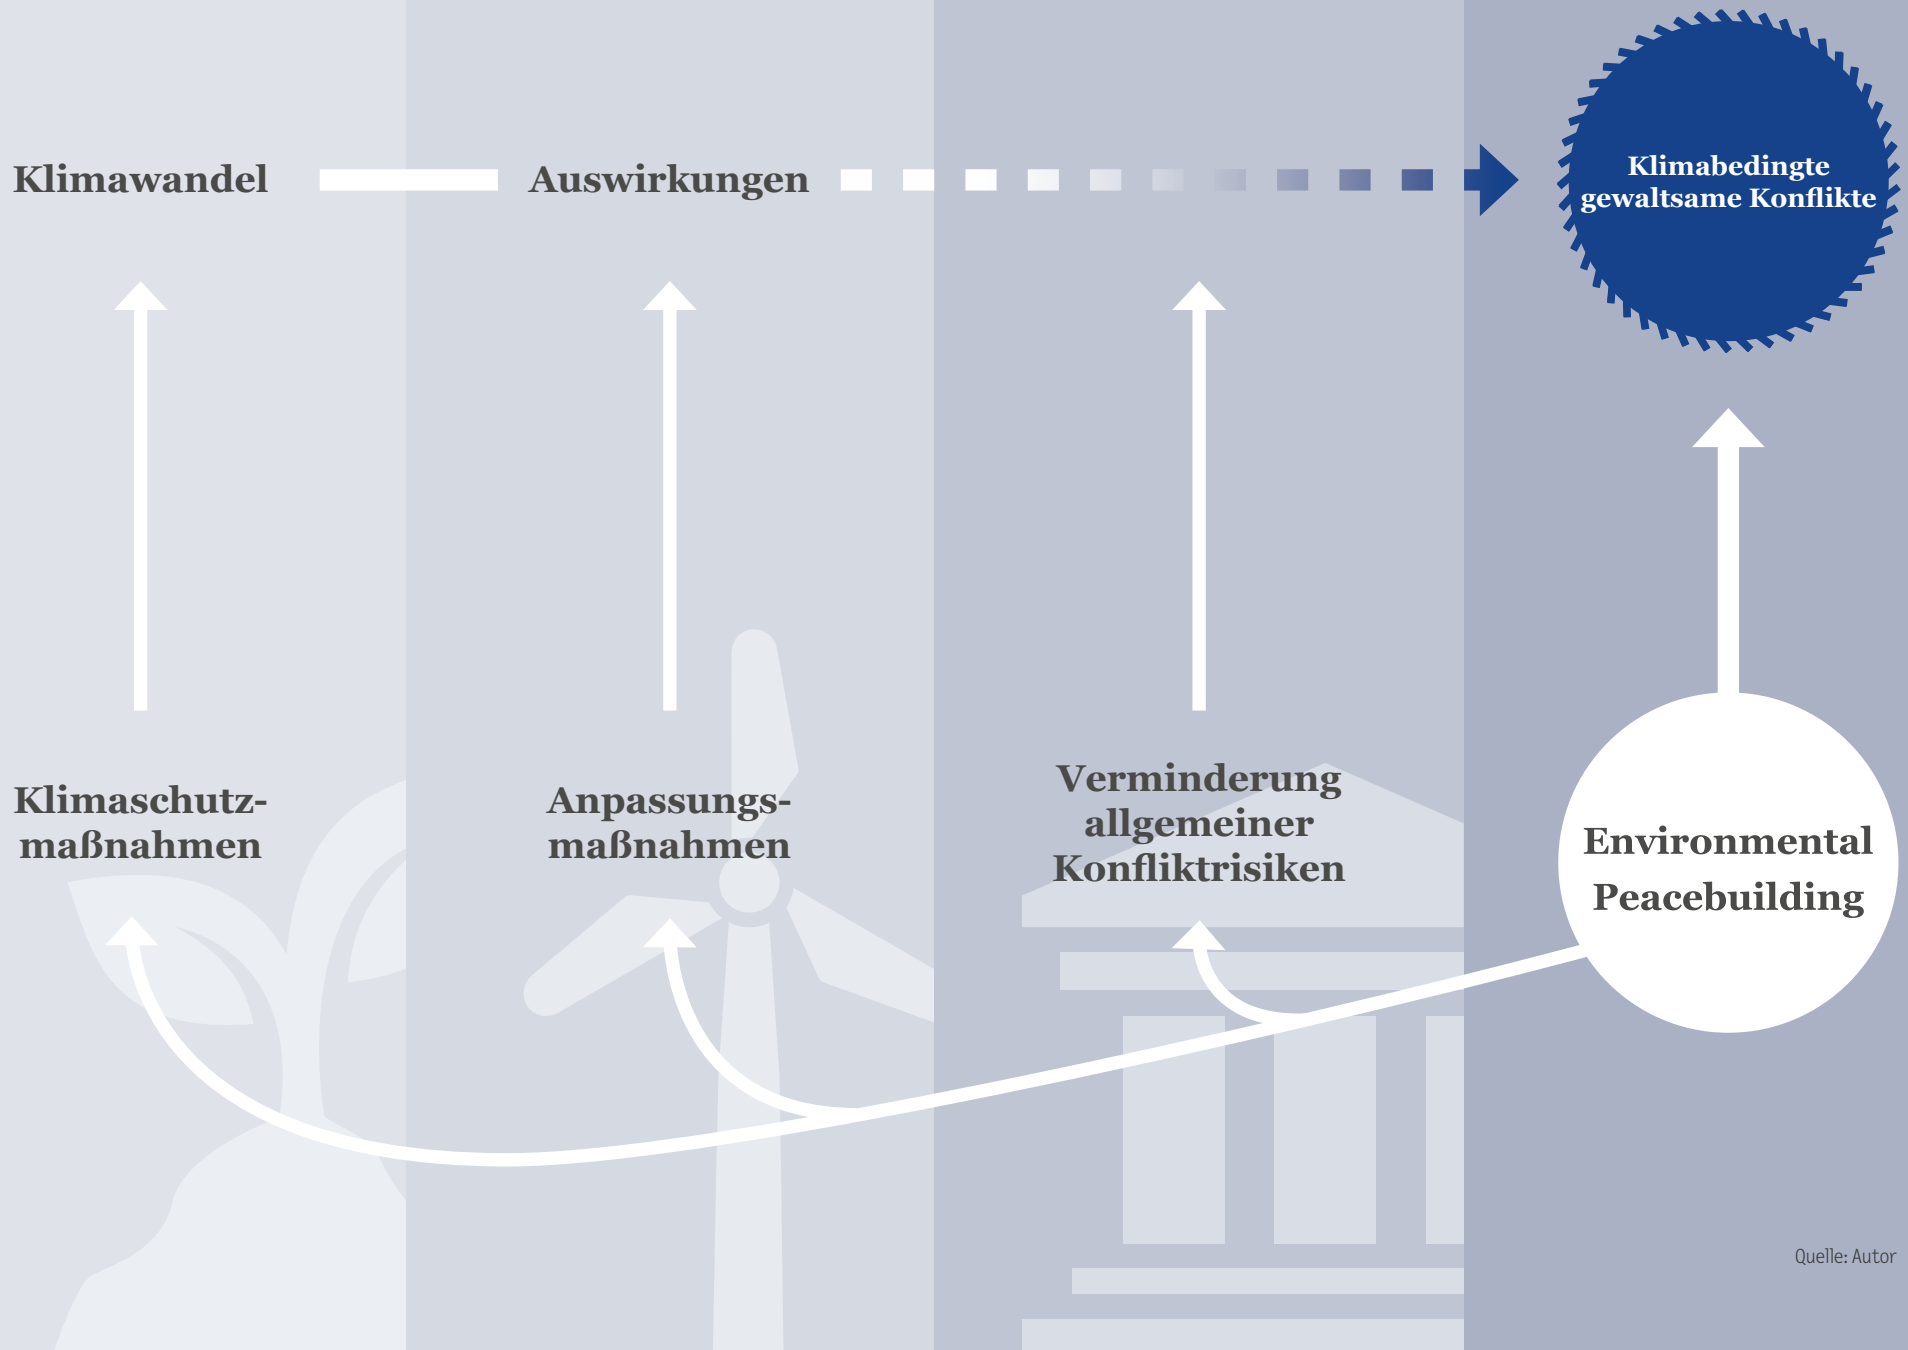 Klimawandel
Auswirkungen
Klimabedingte
gewaltsame Konflikte
Klimaschutz-
maßnahmen
Anpassungs-
maßnahmen
Verminderung
allgemeiner
Konfliktrisiken
Environmental
Peacebuilding
Quelle: Autor